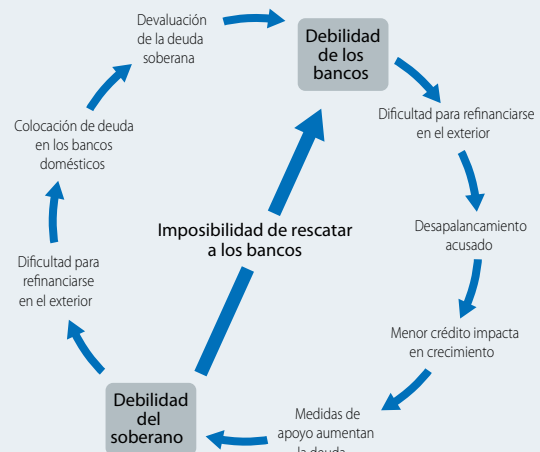 Devaluación
de la deuda
soberana
Debilidad
de los
bancos
Dificultad para refinanciarse
en el exterior
Colocación de deuda
en los bancos
domésticos
Desapalancamiento
acusado
Imposibilidad de rescatar
a los bancos
Dificultad para
refinanciarse
en el exterior
Menor crédito impacta
en crecimiento
Debilidad
del
soberano
Medidas de
apoyo aumentan
la deuda